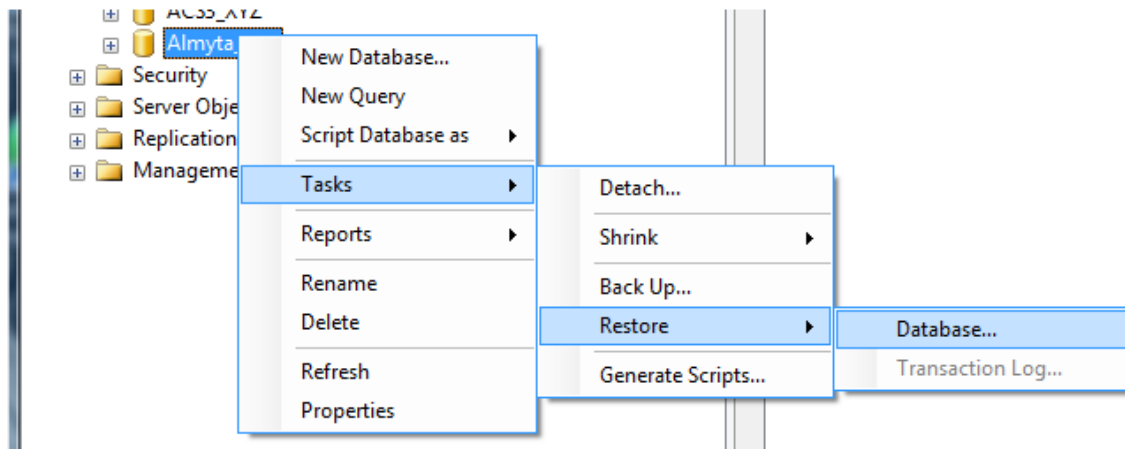 AC35_XYZ
Almyta_
Security
Server Obje
Replication
Manageme
New Database...
New Query
Script Database as
Tasks
Reports
Rename
Delete
Refresh
Properties
Detach...
Shrink
Back Up...
Restore
Generate Scripts...
Database...
Transaction Log...